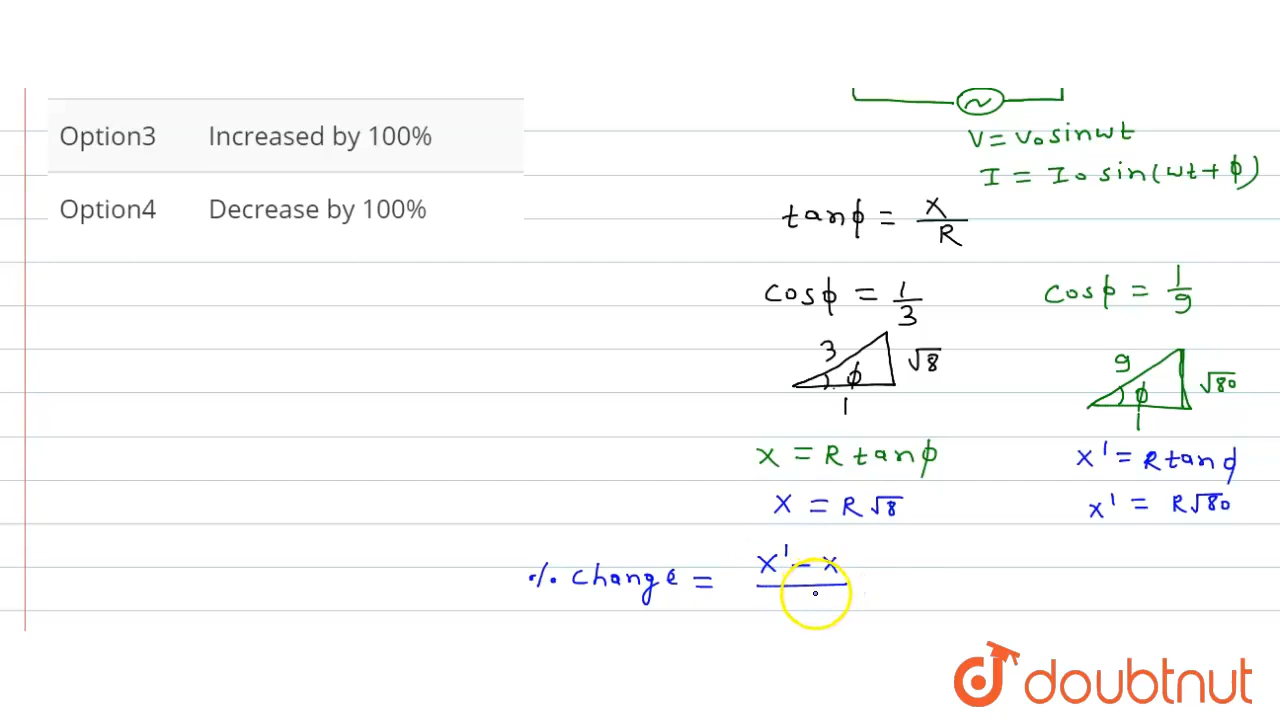 Option3 Increased by 100%
Option4 Decrease by 100%
V = V₀ sinωt
I = I₀ sin(ωt + ϕ)
tanϕ = X/R
cosϕ = 1/3
cosϕ = 1/9
3 √8
ϕ
1
9 √80
ϕ
1
X = R tanϕ
X' = R tanϕ
X = R√8
X' = R√80
·/. Change = X' - X
doubtnut